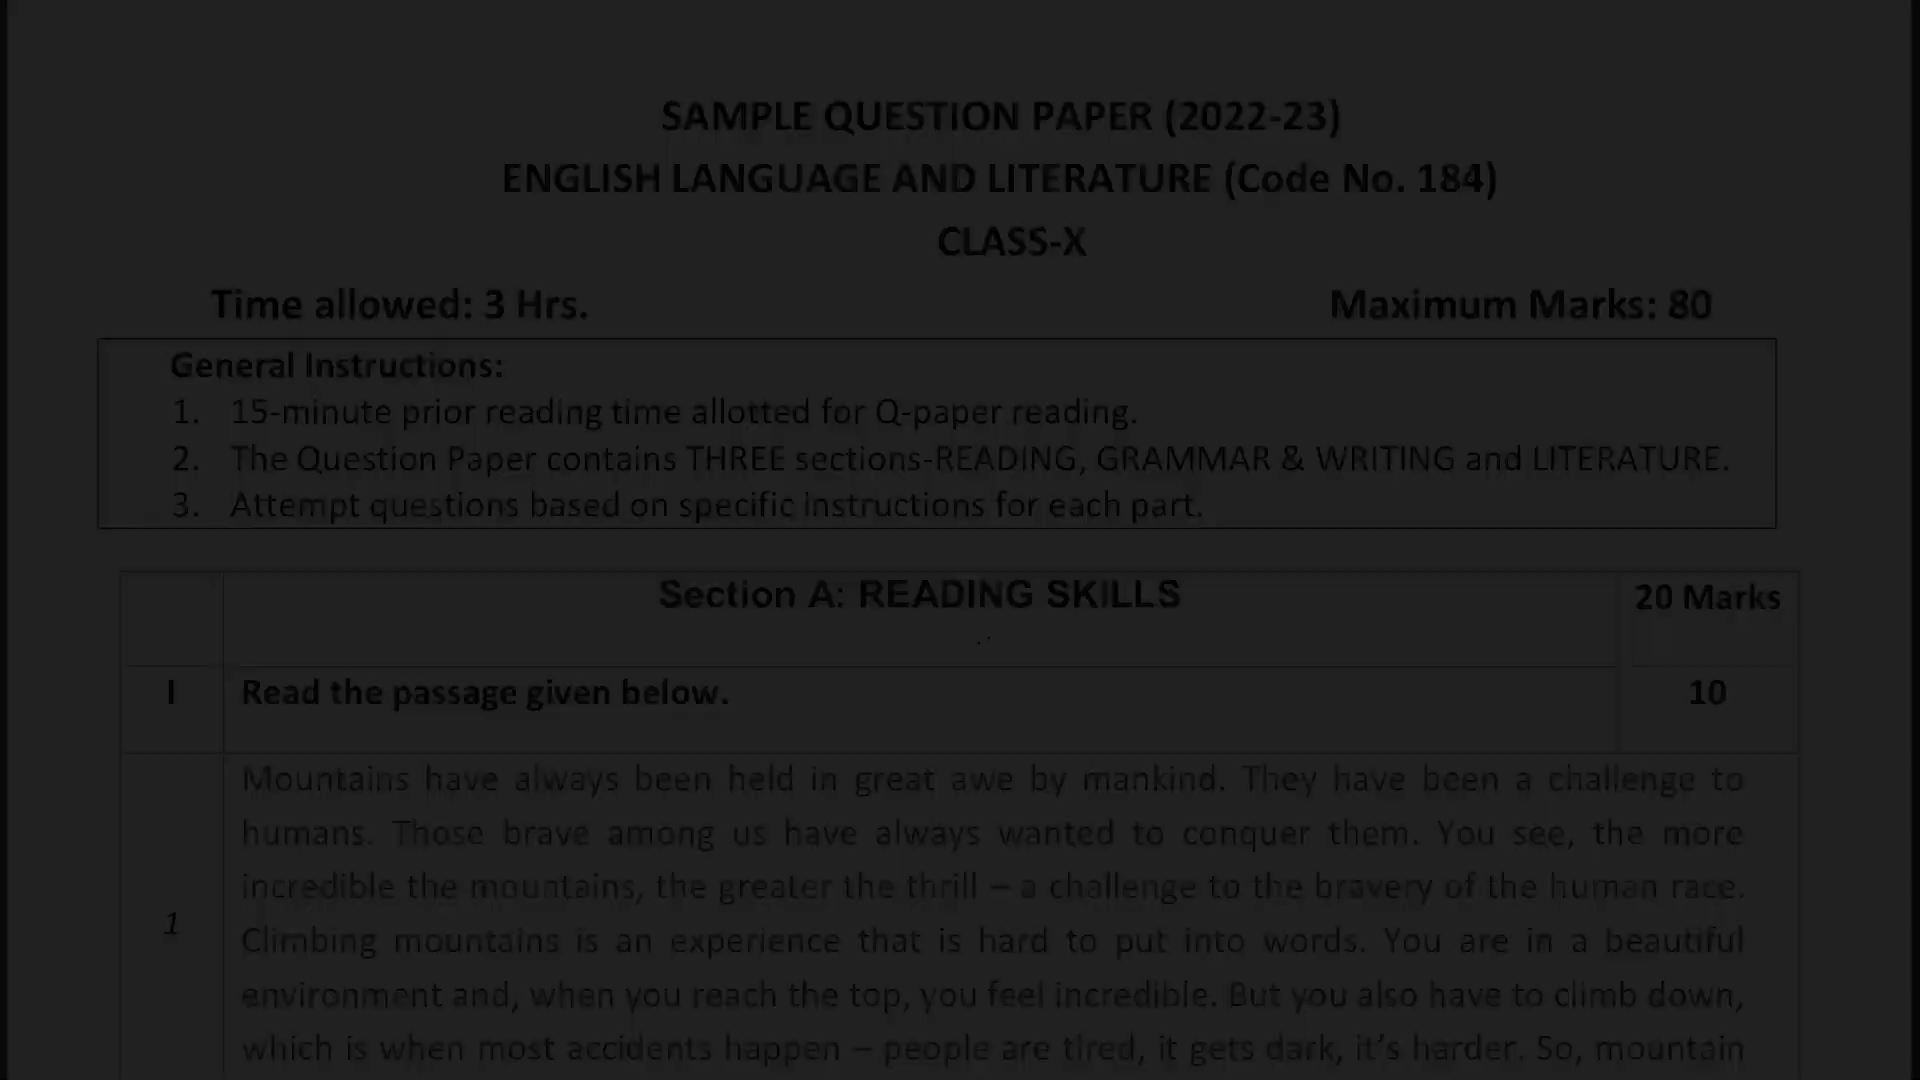 SAMPLE QUESTION PAPER (2022-23)
ENGLISH LANGUAGE AND LITERATURE (Code No. 184)
CLASS-X
Time allowed: 3 Hrs. Maximum Marks: 80
General Instructions:
1. 15-minute prior reading time allotted for Q-paper reading.
2. The Question Paper contains THREE sections-READING, GRAMMAR & WRITING and LITERATURE.
3. Attempt questions based on specific instructions for each part.
Section A: READING SKILLS 20 Marks
I Read the passage given below. 10
Mountains have always been held in great awe by mankind. They have been a challenge to
humans. Those brave among us have always wanted to conquer them. You see, the more
incredible the mountains, the greater the thrill – a challenge to the bravery of the human race.
1 Climbing mountains is an experience that is hard to put into words. You are in a beautiful
environment and, when you reach the top, you feel incredible. But you also have to climb down,
which is when most accidents happen – people are tired, it gets dark, it’s harder. So, mountain